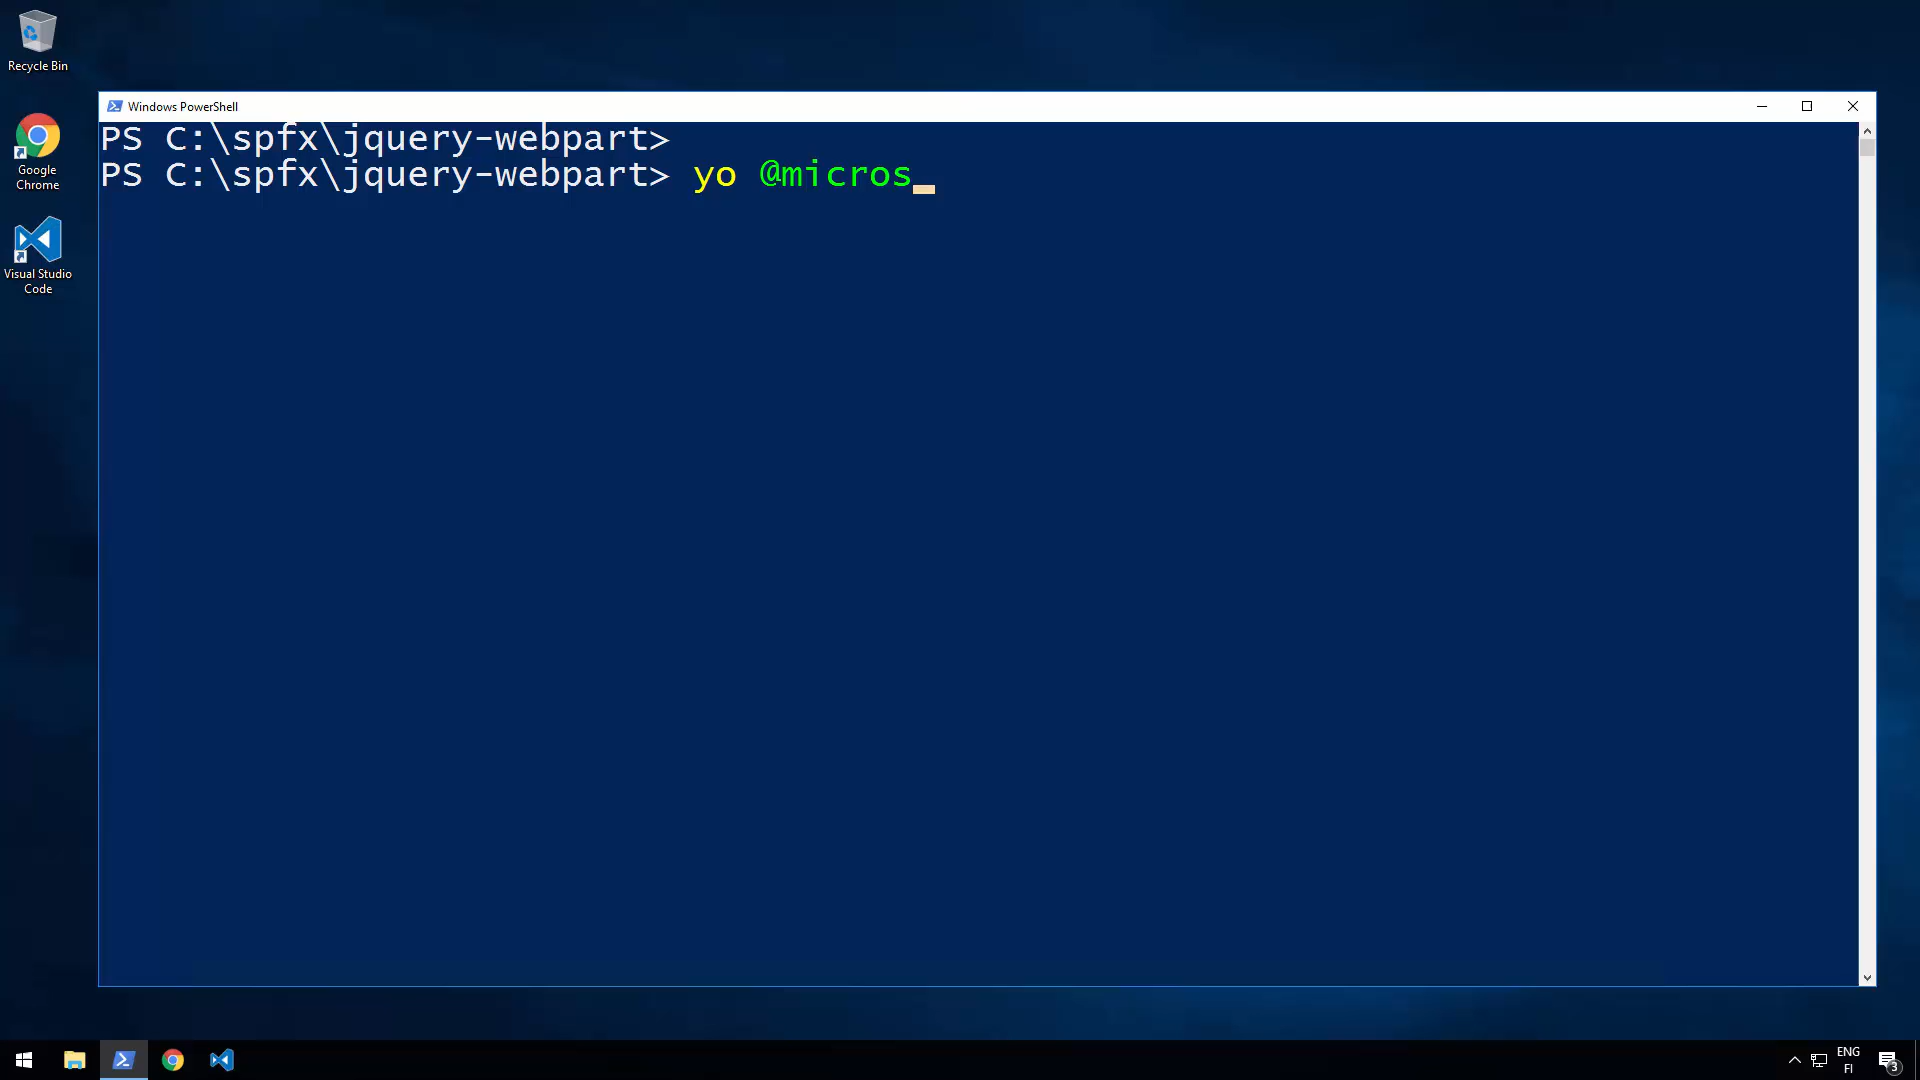 Recycle Bin
Google
Chrome
Visual Studio
Code
Windows PowerShell
PS C:\spfx\jquery-webpart>
PS C:\spfx\jquery-webpart> yo @micros
ENG
FI
3